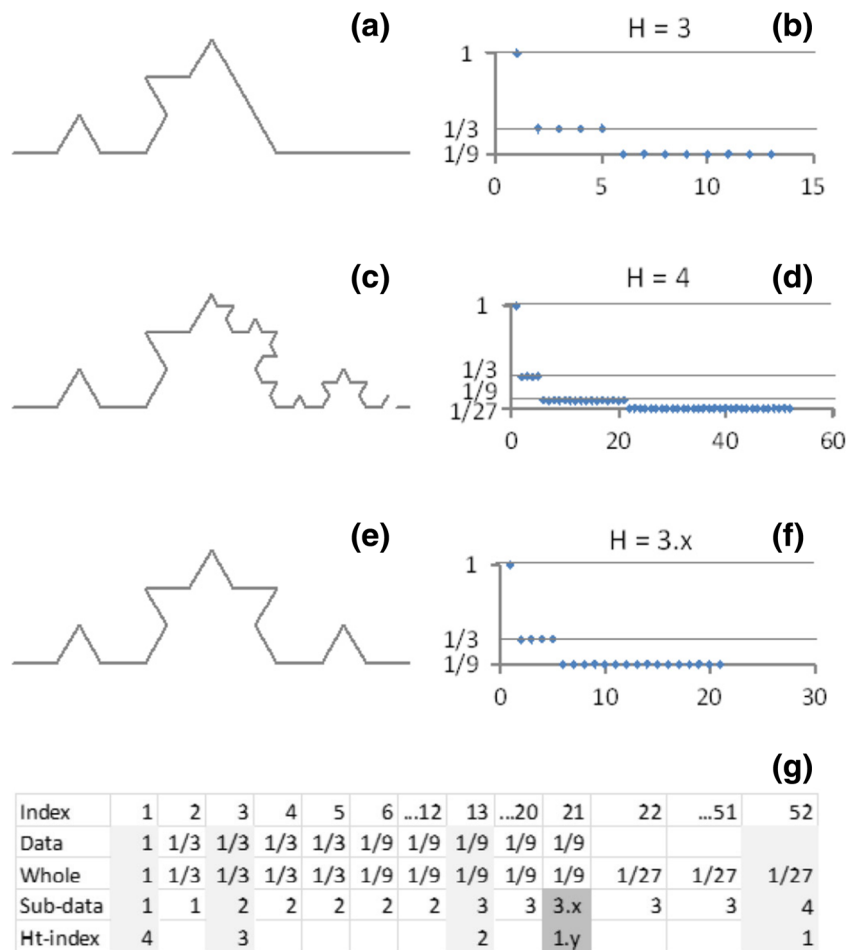 (a)
(b)
H = 3
1
1/3
1/9
0 5 10 15
(c)
(d)
H = 4
1
1/3
1/9
1/27
0 20 40 60
(e)
(f)
H = 3.x
1
1/3
1/9
0 10 20 30
(g)
Index 1 2 3 4 5 6 ...12 13 ...20 21 22 ...51 52
Data 1 1/3 1/3 1/3 1/3 1/9 1/9 1/9 1/9 1/9
Whole 1 1/3 1/3 1/3 1/3 1/9 1/9 1/9 1/9 1/9 1/27 1/27 1/27
Sub-data 1 1 2 2 2 2 2 3 3 3.x 3 3 4
Ht-index 4 3 2 1.y 1